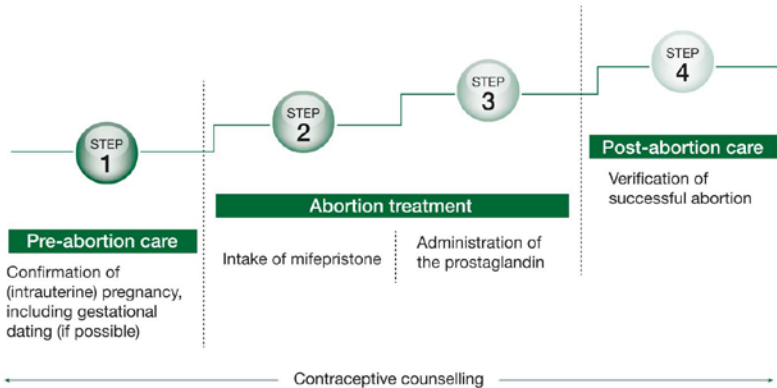 STEP
1
Pre-abortion care
Confirmation of
(intrauterine) pregnancy,
including gestational
dating (if possible)
STEP
2
STEP
3
Abortion treatment
Intake of mifepristone
Administration of
the prostaglandin
STEP
4
Post-abortion care
Verification of
successful abortion
Contraceptive counselling